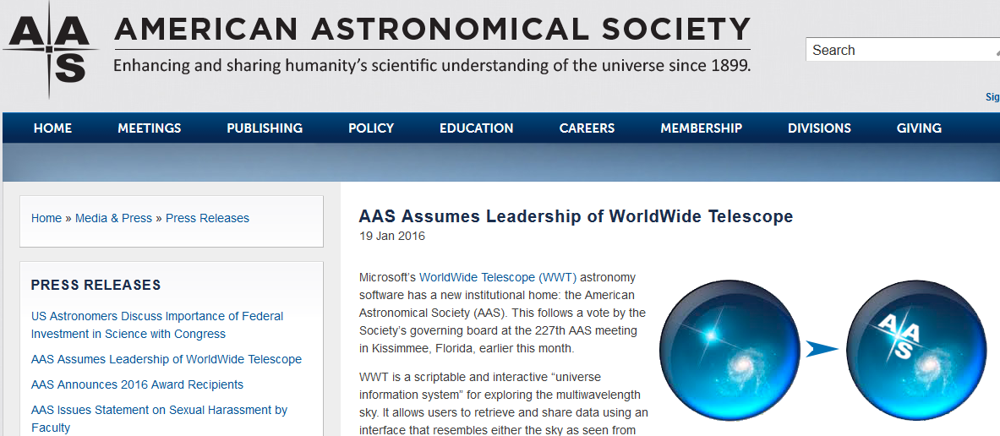 AAS
AMERICAN ASTRONOMICAL SOCIETY
Enhancing and sharing humanity's scientific understanding of the universe since 1899.
Search
HOME MEETINGS PUBLISHING POLICY EDUCATION CAREERS MEMBERSHIP DIVISIONS GIVING
Home » Media & Press » Press Releases
PRESS RELEASES
US Astronomers Discuss Importance of Federal
Investment in Science with Congress
AAS Assumes Leadership of WorldWide Telescope
AAS Announces 2016 Award Recipients
AAS Issues Statement on Sexual Harassment by
Faculty
AAS Assumes Leadership of WorldWide Telescope
19 Jan 2016
Microsoft's WorldWide Telescope (WWT) astronomy
software has a new institutional home: the American
Astronomical Society (AAS). This follows a vote by the
Society's governing board at the 227th AAS meeting
in Kissimmee, Florida, earlier this month.
WWT is a scriptable and interactive “universe
information system” for exploring the multiwavelength
sky. It allows users to retrieve and share data using an
interface that resembles either the sky as seen from
AAS